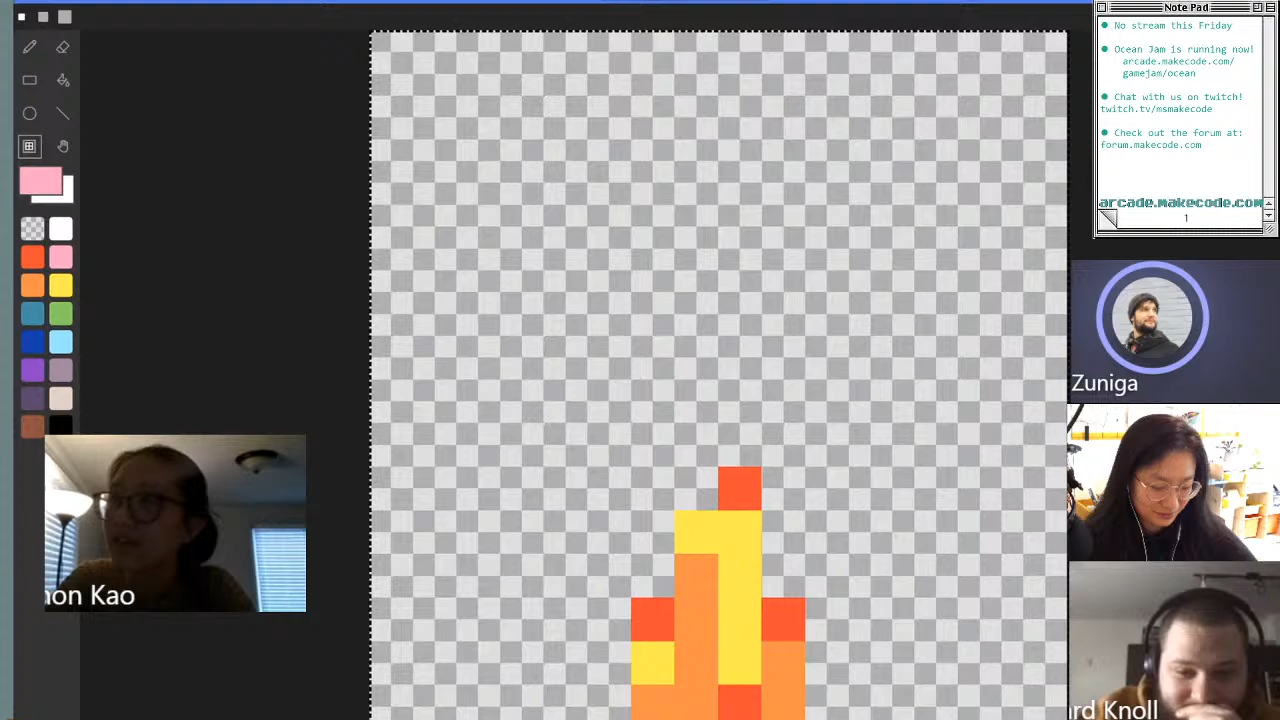 Note Pad
No stream this Friday
Ocean Jam is running now!
arcade.makecode.com/
gamejam/ocean
Chat with us on twitch!
twitch.tv/msmakecode
Check out the forum at:
forum.makecode.com
arcade.makecode.com
1
Zuniga
Kao
Knoll